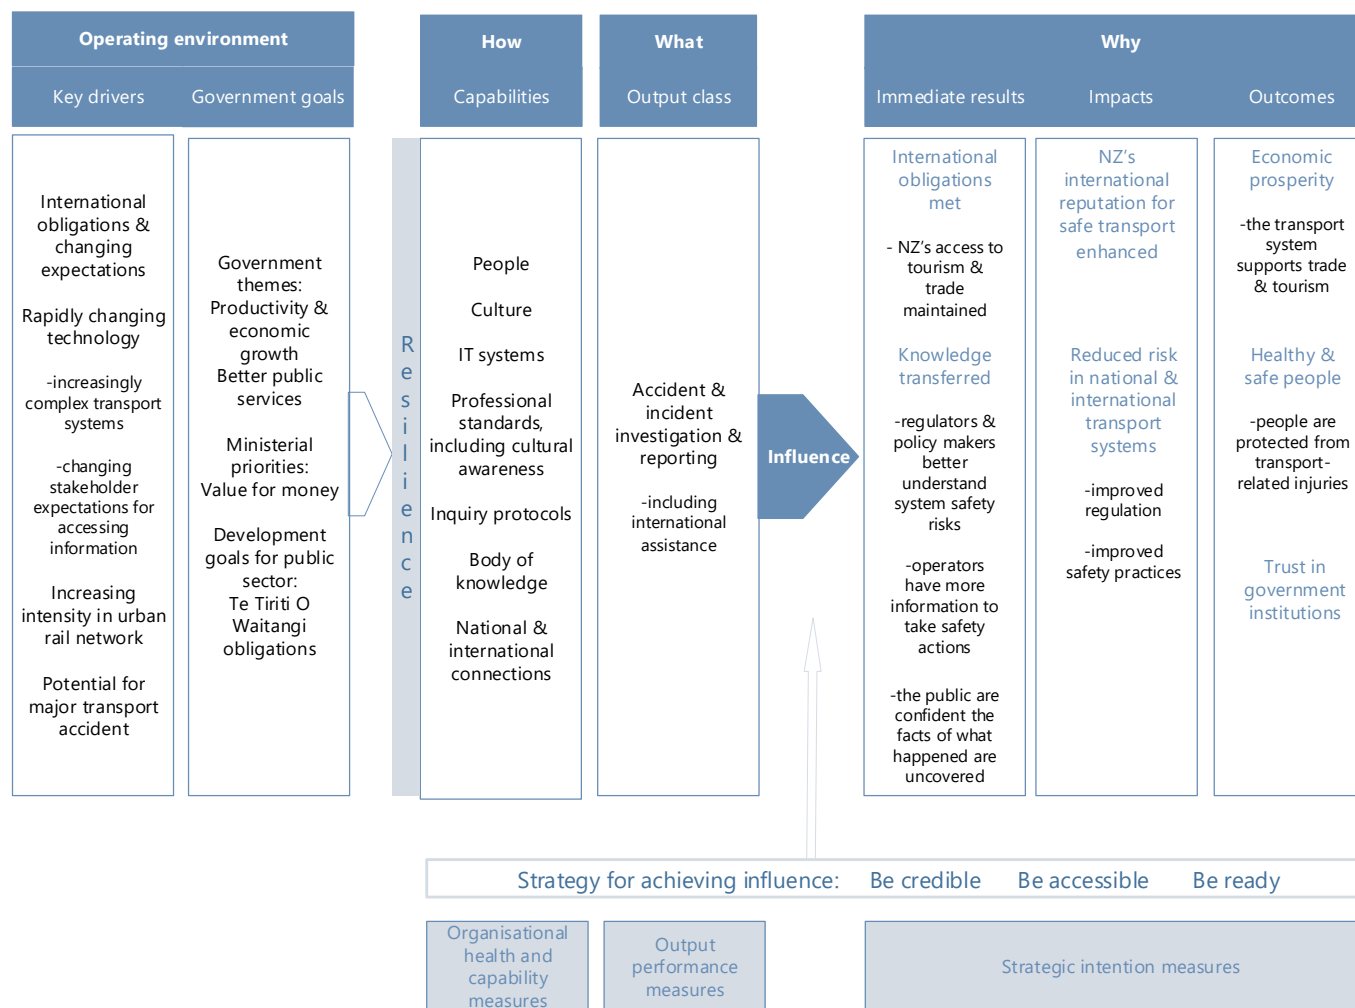 Operating environment
Key drivers
Government goals
How
Capabilities
What
Output class
Why
Immediate results
Impacts
Outcomes
International
obligations &
changing
expectations
Rapidly changing
technology
-increasingly
complex transport
systems
-changing
stakeholder
expectations for
accessing
information
Increasing
intensity in urban
rail network
Potential for
major transport
accident
Government
themes:
Productivity &
economic
growth
Better public
services
Ministerial
priorities:
Value for money
Development
goals for public
sector:
Te Tiriti O
Waitangi
obligations
Resilience
People
Culture
IT systems
Professional
standards,
including cultural
awareness
Inquiry protocols
Body of
knowledge
National &
international
connections
Accident &
incident
investigation &
reporting
-including
international
assistance
Influence
International
obligations
met
- NZ's access to
tourism &
trade
maintained
Knowledge
transferred
-regulators &
policy makers
better
understand
system safety
risks
-operators
have more
information to
take safety
actions
-the public are
confident the
facts of what
happened are
uncovered
NZ's
international
reputation for
safe transport
enhanced
Reduced risk
in national &
international
transport
systems
-improved
regulation
-improved
safety practices
Economic
prosperity
-the transport
system
supports trade
& tourism
Healthy &
safe people
-people are
protected from
transport-
related injuries
Trust in
government
institutions
Strategy for achieving influence: Be credible Be accessible Be ready
Organisational
health and
capability
measures
Output
performance
measures
Strategic intention measures